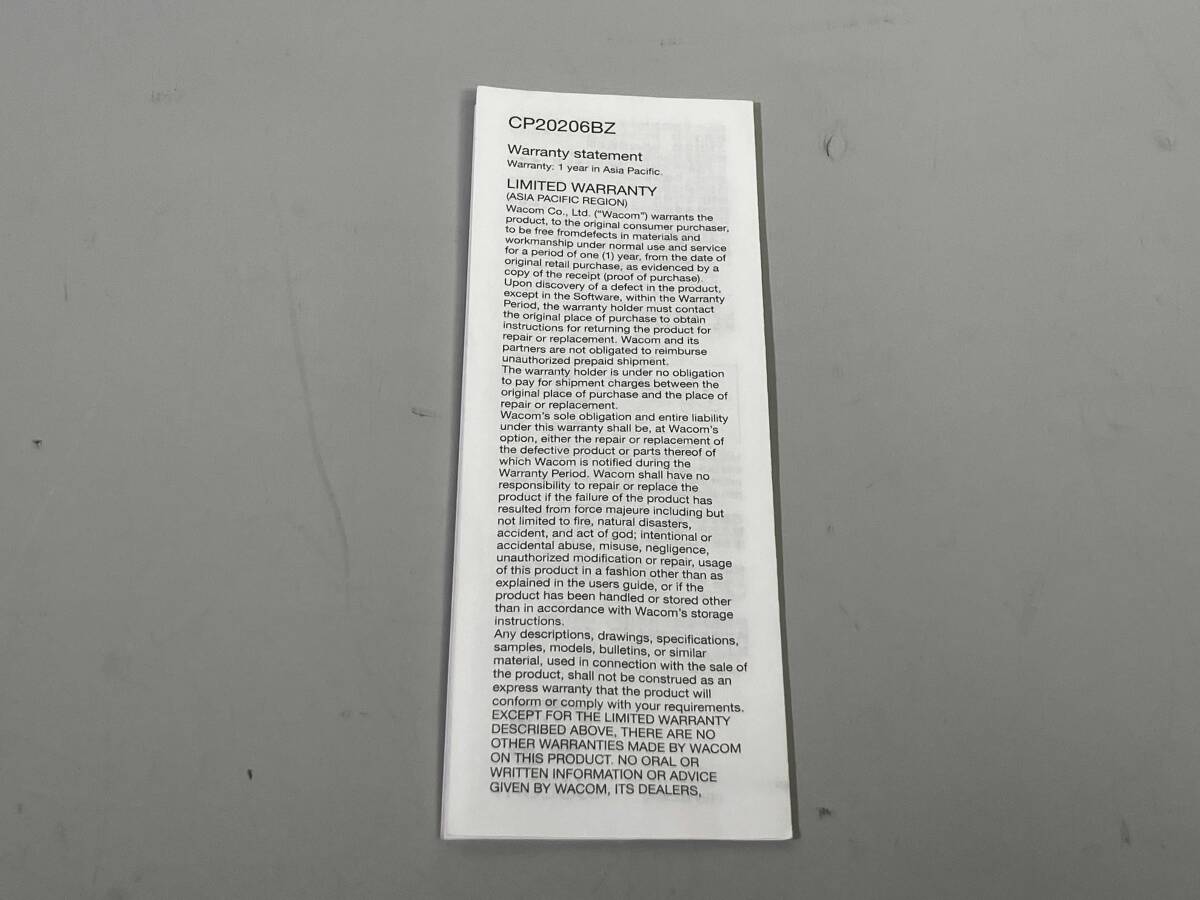 CP20206BZ
Warranty statement
Warranty: 1 year in Asia Pacific.
LIMITED WARRANTY
(ASIA PACIFIC REGION)
Wacom Co., Ltd. ("Wacom") warrants the
product, to the original consumer purchaser,
to be free fromdefects in materials and
workmanship under normal use and service
for a period of one (1) year, from the date of
original retail purchase, as evidenced by a
copy of the receipt (proof of purchase).
Upon discovery of a defect in the product,
except in the Software, within the Warranty
Period, the warranty holder must contact
the original place of purchase to obtain
instructions for returning the product for
repair or replacement. Wacom and its
partners are not obligated to reimburse
unauthorized prepaid shipment.
The warranty holder is under no obligation
to pay for shipment charges between the
original place of purchase and the place of
repair or replacement.
Wacom's sole obligation and entire liability
under this warranty shall be, at Wacom's
option, either the repair or replacement of
the defective product or parts thereof of
which Wacom is notified during the
Warranty Period. Wacom shall have no
responsibility to repair or replace the
product if the failure of the product has
resulted from force majeure including but
not limited to fire, natural disasters,
accident, and act of god; intentional or
accidental abuse, misuse, negligence,
unauthorized modification or repair, usage
of this product in a fashion other than as
explained in the users guide, or if the
product has been handled or stored other
than in accordance with Wacom's storage
instructions.
Any descriptions, drawings, specifications,
samples, models, bulletins, or similar
material, used in connection with the sale of
the product, shall not be construed as an
express warranty that the product will
conform or comply with your requirements.
EXCEPT FOR THE LIMITED WARRANTY
DESCRIBED ABOVE, THERE ARE NO
OTHER WARRANTIES MADE BY WACOM
ON THIS PRODUCT. NO ORAL OR
WRITTEN INFORMATION OR ADVICE
GIVEN BY WACOM, ITS DEALERS,